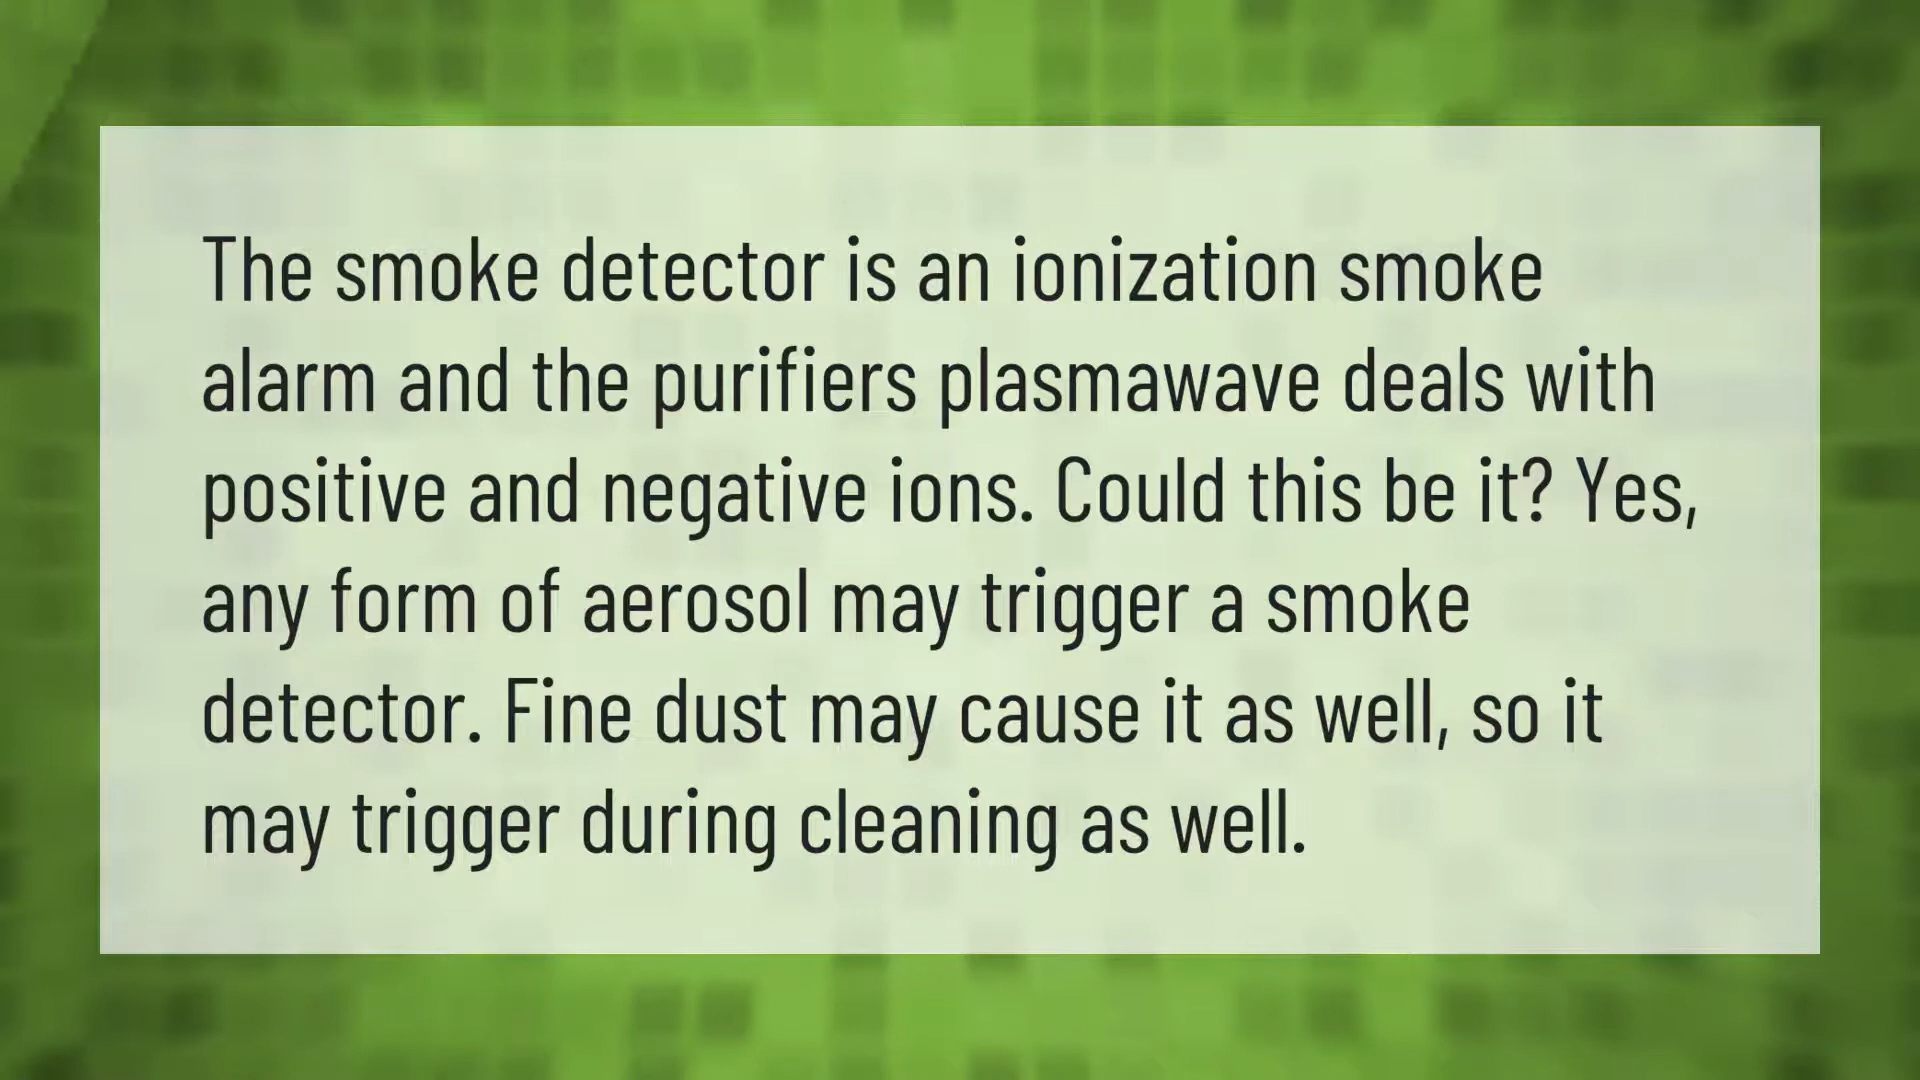 The smoke detector is an ionization smoke
alarm and the purifiers plasmawave deals with
positive and negative ions. Could this be it? Yes,
any form of aerosol may trigger a smoke
detector. Fine dust may cause it as well, so it
may trigger during cleaning as well.